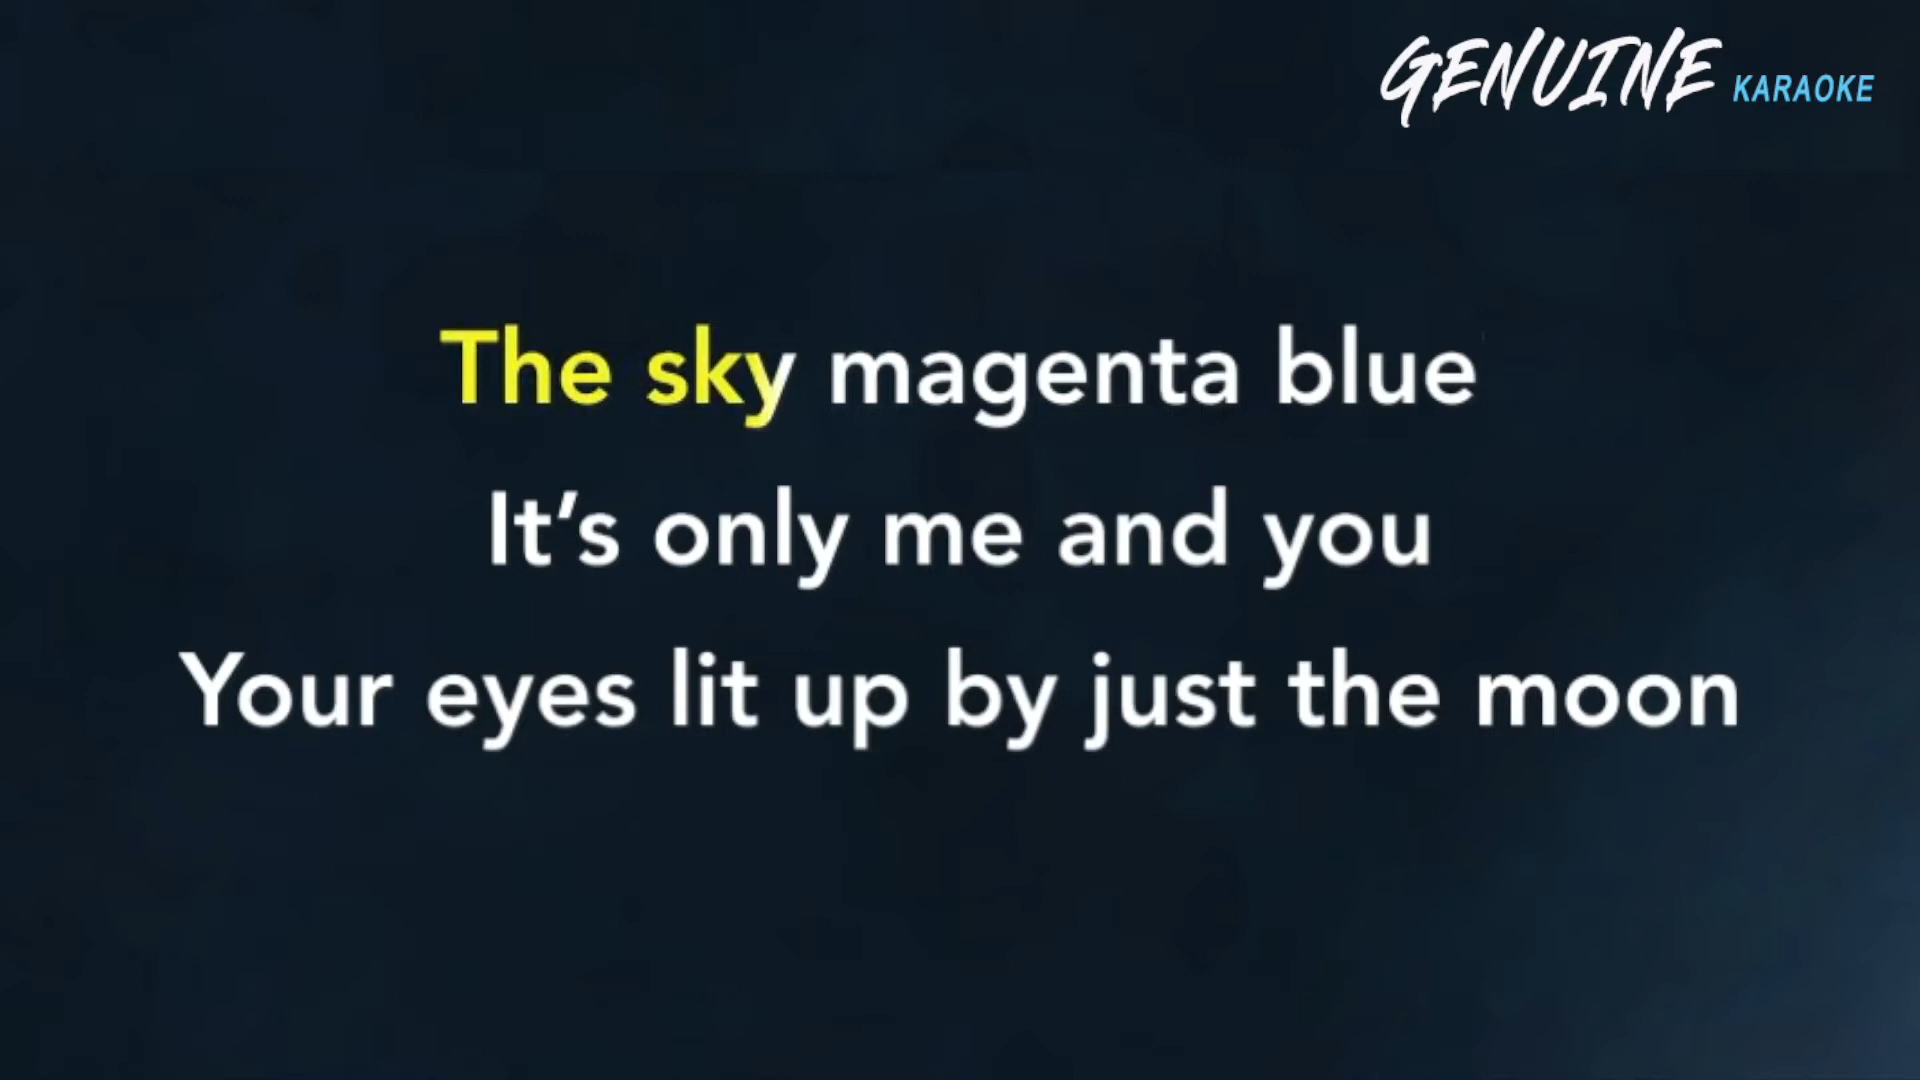 GENUINE KARAOKE
The sky magenta blue
It’s only me and you
Your eyes lit up by just the moon